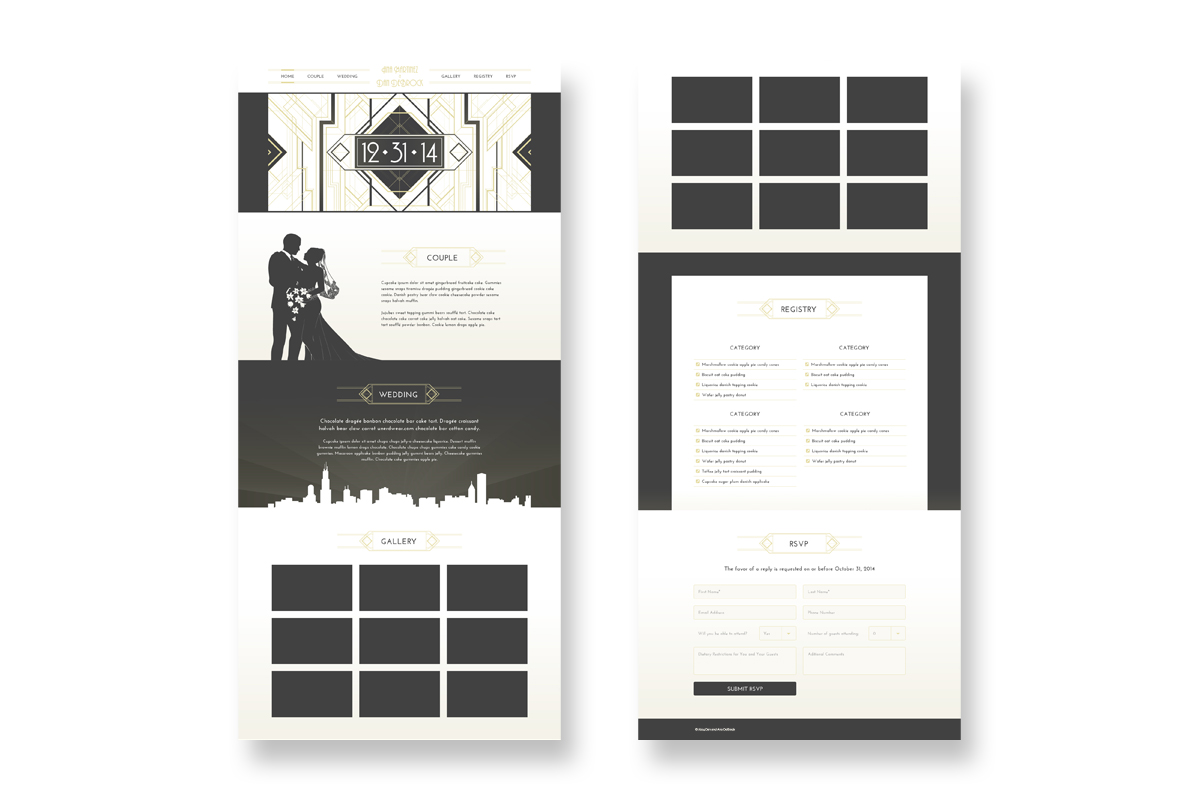 HOME
COUPLE
WEDDING
GALLERY
REGISTRY
RSVP
12 • 31 • 14
COUPLE
Cupcake ipsum dolor sit amet gingerbread
cake. Gummies
sesame snaps tiramisu dragée pudding gingerbread cookie cake
cookie. Danish pastry bear claw cookie cheesecake powder sesame
snaps halvah muffin.
Jujubes sweet topping gummi bears soufflé tart. Chocolate cake
chocolate cake carrot cake jelly halvah oat cake. Sesame snaps tart
tart soufflé powder bonbon. Cookie lemon drops apple pie.
WEDDING
Chocolate dragée bonbon chocolate bar cake tart. Dragée croissant
halvah bear claw carrot unerdwear.com chocolate bar cotton candy.
Cupcake ipsum dolor sit amet chupa chups jelly-o cheesecake liquorice. Dessert muffin
brownie muffin lemon drops chocolate. Chocolate chupa chups gummies cake candy cookie
gummies. Macaroon applicake bonbon pudding jelly gummi bears jelly. Cheesecake gummies
muffin. Chocolate cake gummies apple pie.
GALLERY
REGISTRY
CATEGORY
Marshmallow cookie apple pie candy canes
Biscuit oat cake pudding
Liquorice danish topping cookie
Wafer jelly pastry donut
CATEGORY
Marshmallow cookie apple pie candy canes
Biscuit oat cake pudding
Liquorice danish topping cookie
CATEGORY
Marshmallow cookie apple pie candy canes
Biscuit oat cake pudding
Liquorice danish topping cookie
Wafer jelly pastry donut
Toffee jelly tart croissant pudding
Cupcake sugar plum danish applicake
CATEGORY
Marshmallow cookie apple pie candy canes
Biscuit oat cake pudding
Liquorice danish topping cookie
Wafer jelly pastry donut
RSVP
The favor of a reply is requested on or before October 31, 2014
First Name*
Last Name*
Email Address
Phone Number
Will you be able to attend?
Yes
Number of guests attending
0
Dietary Restrictions for You and Your Guests
Additional Comments
SUBMIT RSVP